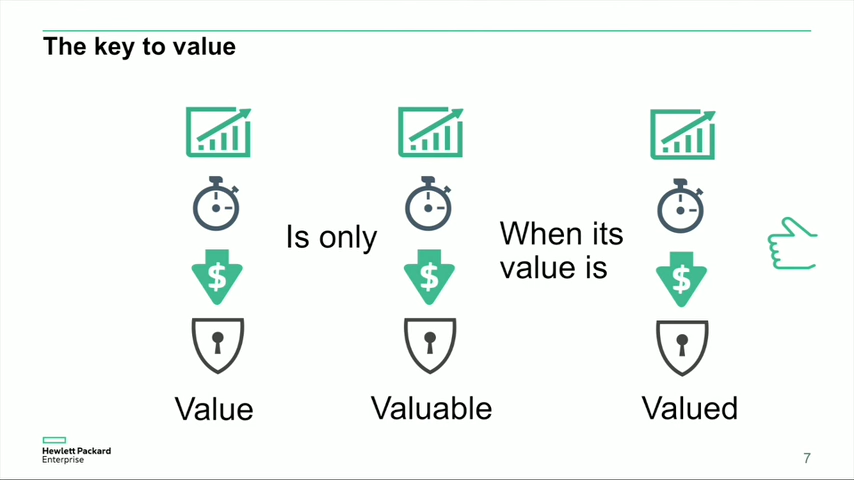 The key to value
$
$
$
Is only
When its
value is
Value
Valuable
Valued
Hewlett Packard
Enterprise
7